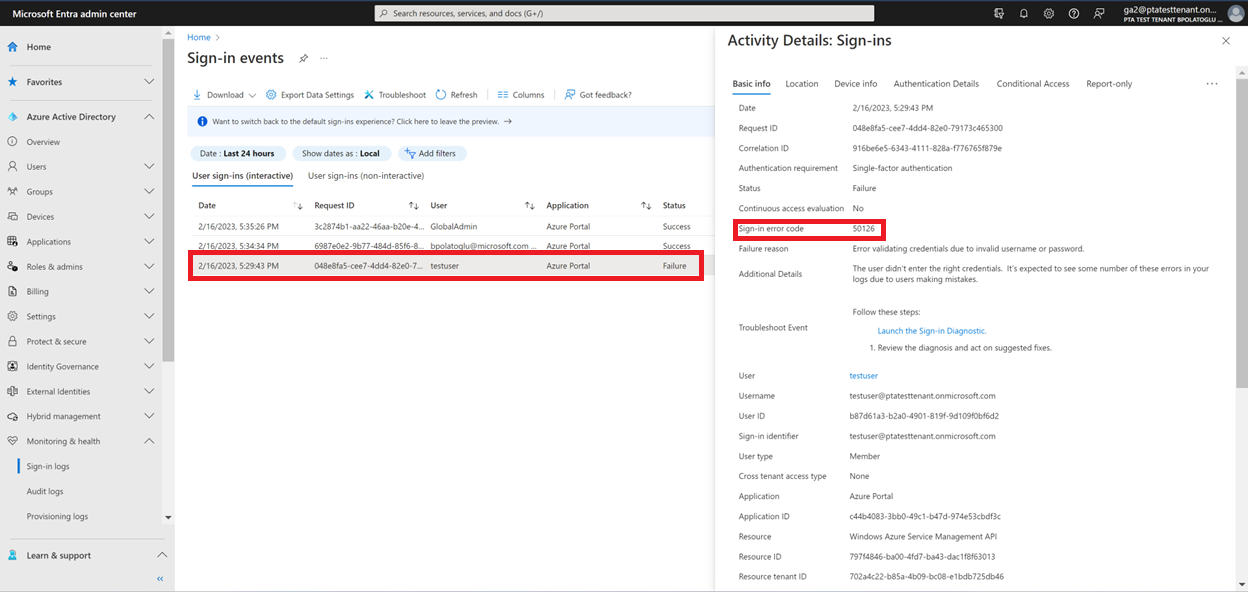 Microsoft Entra admin center
Search resources, services, and docs (G+/)
ga2@ptatesttenant.on...
PTA TEST TENANT BPOLATOGLU ...
Home
Favorites
Azure Active Directory
Overview
Users
Groups
Devices
Applications
Roles & admins
Billing
Settings
Protect & secure
Identity Governance
External Identities
Hybrid management
Monitoring & health
Sign-in logs
Audit logs
Provisioning logs
Learn & support
Home >
Sign-in events
Download
Export Data Settings
Troubleshoot
Refresh
Columns
Got feedback?
Want to switch back to the default sign-ins experience? Click here to leave the preview. →
Date : Last 24 hours
Show dates as : Local
Add filters
User sign-ins (interactive)
User sign-ins (non-interactive)
Date Request ID User Application Status
2/16/2023, 5:35:26 PM 3c2874b1-aa22-46aa-b20e-4... GlobalAdmin Azure Portal Success
2/16/2023, 5:34:34 PM 6987e0e2-9b77-484d-85f6-8... bpolatoglu@microsoft.com ... Azure Portal Success
2/16/2023, 5:29:43 PM 048e8fa5-cee7-4dd4-82e0-7... testuser Azure Portal Failure
Activity Details: Sign-ins
Basic info Location Device info Authentication Details Conditional Access Report-only
Date 2/16/2023, 5:29:43 PM
Request ID 048e8fa5-cee7-4dd4-82e0-79173c465300
Correlation ID 916be6e5-6343-4111-828a-f776765f879e
Authentication requirement Single-factor authentication
Status Failure
Continuous access evaluation No
Sign-in error code 50126
Failure reason Error validating credentials due to invalid username or password.
Additional Details The user didn't enter the right credentials. It's expected to see some number of these errors in your
logs due to users making mistakes.
Follow these steps:
Troubleshoot Event
Launch the Sign-in Diagnostic.
1. Review the diagnosis and act on suggested fixes.
User testuser
Username testuser@ptatesttenant.onmicrosoft.com
User ID b87d61a3-b2a0-4901-819f-9d109f0bf6d2
Sign-in identifier testuser@ptatesttenant.onmicrosoft.com
User type Member
Cross tenant access type None
Application Azure Portal
Application ID c44b4083-3bb0-49c1-b47d-974e53cbdf3c
Resource Windows Azure Service Management API
Resource ID 797f4846-ba00-4fd7-ba43-dac1f8f63013
Resource tenant ID 702a4c22-b85a-4b09-bc08-e1bdb725db46